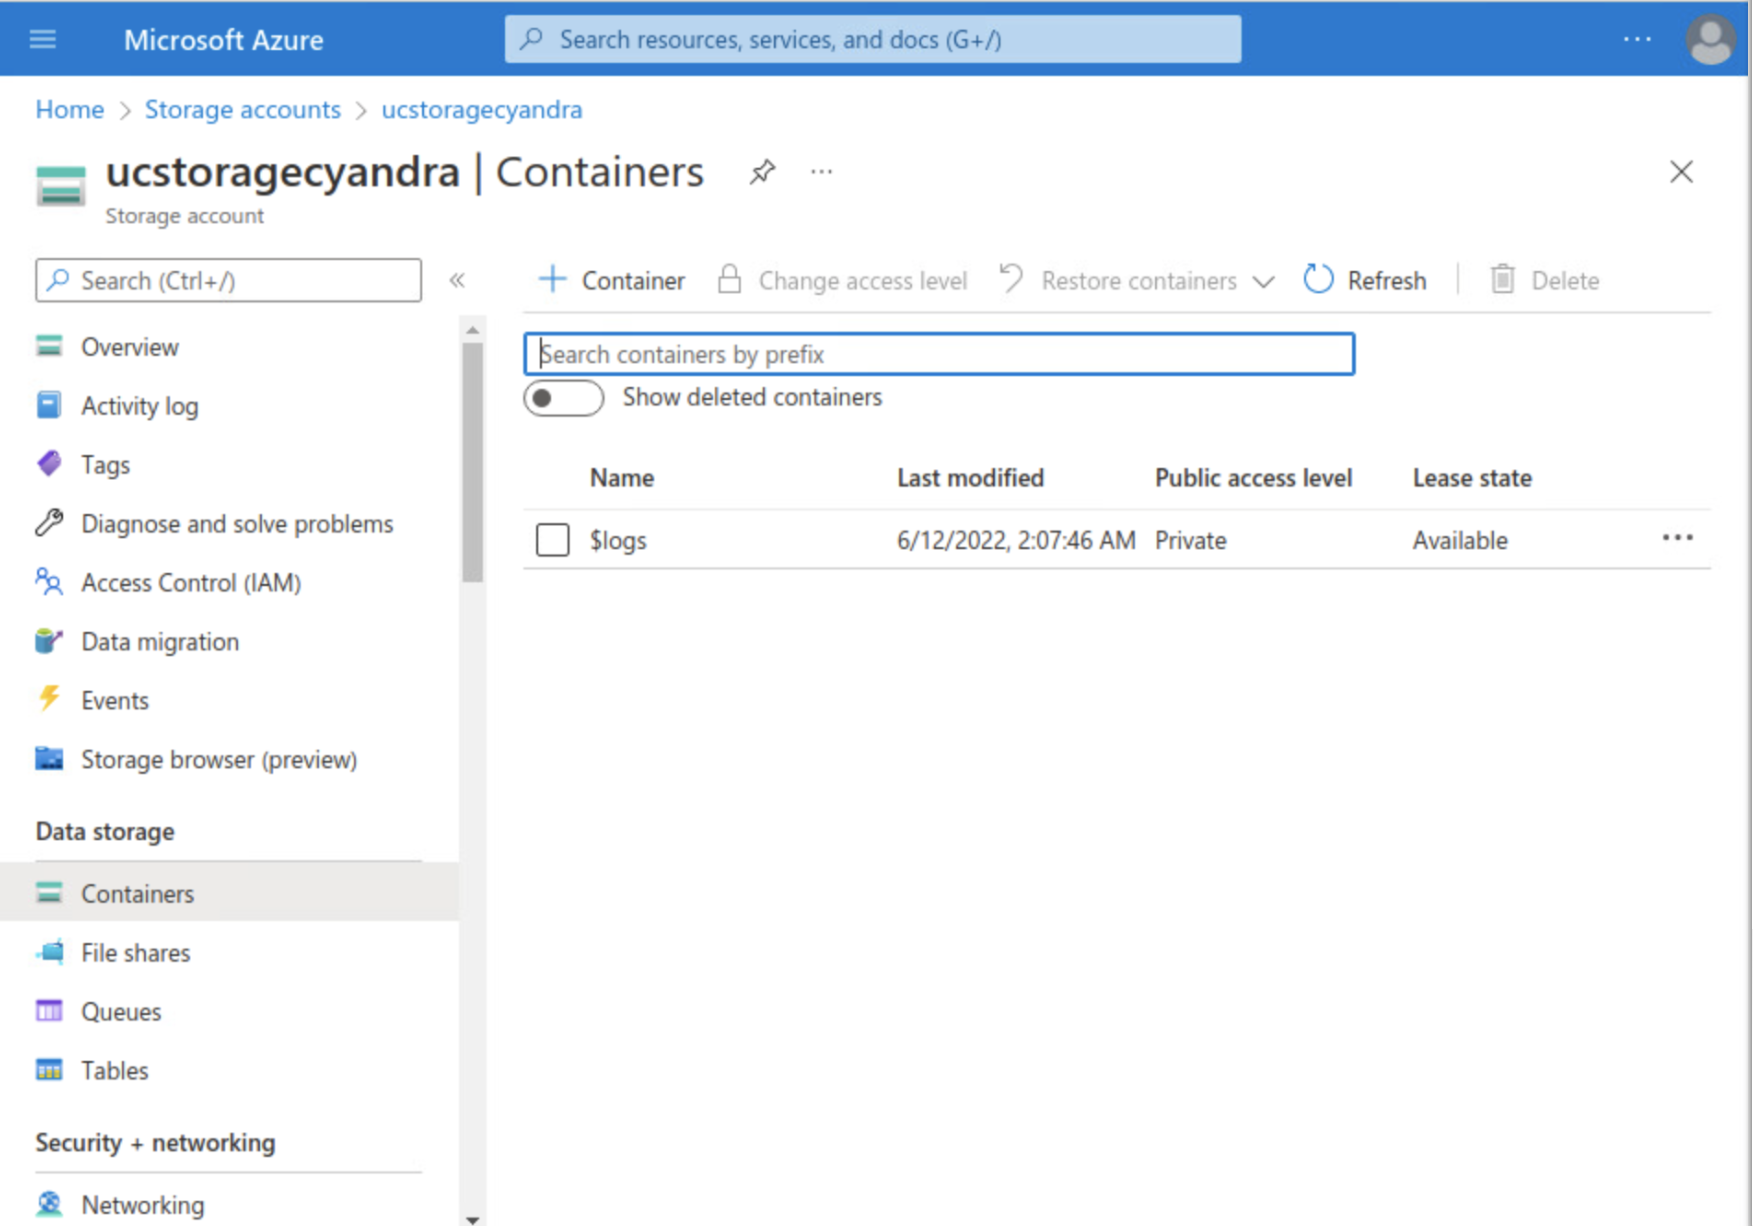 Microsoft Azure
Search resources, services, and docs (G+/)
Home > Storage accounts > ucstoragecyandra
ucstoragecyandra | Containers
Storage account
Search (Ctrl+/)
Container
Change access level
Restore containers
Refresh
Delete
Overview
Activity log
Tags
Diagnose and solve problems
Access Control (IAM)
Data migration
Events
Storage browser (preview)
Data storage
Containers
File shares
Queues
Tables
Security + networking
Networking
Search containers by prefix
Show deleted containers
Name Last modified Public access level Lease state
$logs 6/12/2022, 2:07:46 AM Private Available